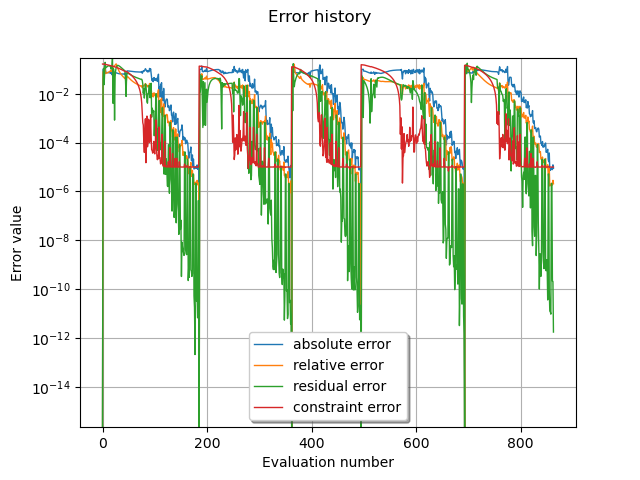 Error history
Error value
10⁻²
10⁻⁴
10⁻⁶
10⁻⁸
10⁻¹⁰
10⁻¹²
10⁻¹⁴
absolute error
relative error
residual error
constraint error
0 200 400 600 800
Evaluation number